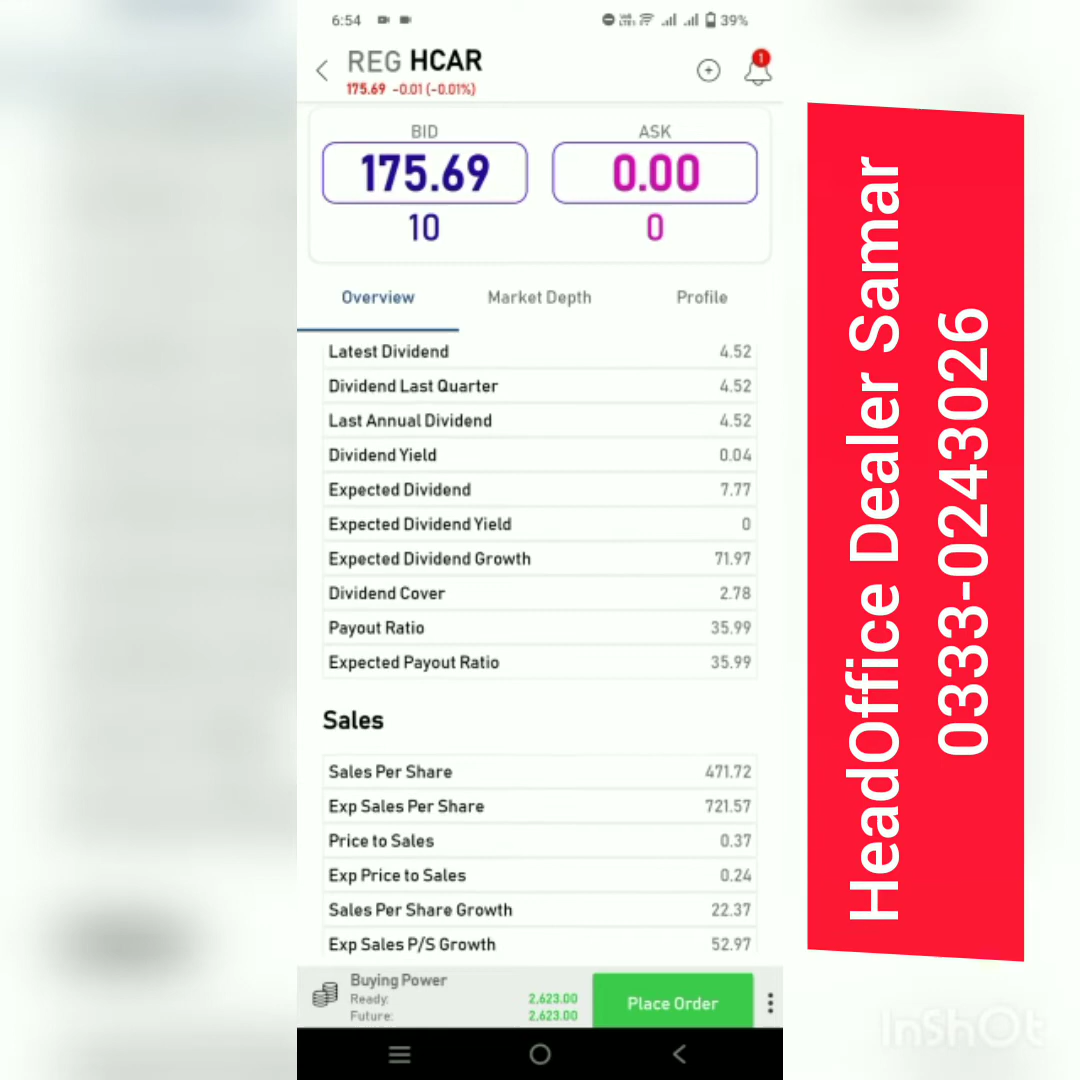 6:54
39%
REG HCAR
175.69 -0.01 (-0.01%)
1
BID
ASK
175.69
0.00
10
0
Overview
Market Depth
Profile
Latest Dividend 4.52
Dividend Last Quarter 4.52
Last Annual Dividend 4.52
Dividend Yield 0.04
Expected Dividend 7.77
Expected Dividend Yield 0
Expected Dividend Growth 71.97
Dividend Cover 2.78
Payout Ratio 35.99
Expected Payout Ratio 35.99
Sales
Sales Per Share 471.72
Exp Sales Per Share 721.57
Price to Sales 0.37
Exp Price to Sales 0.24
Sales Per Share Growth 22.37
Exp Sales P/S Growth 52.97
Buying Power
Ready: 2,623.00
Future: 2,623.00
Place Order
HeadOffice Dealer Samar
0333-0243026
InShOt